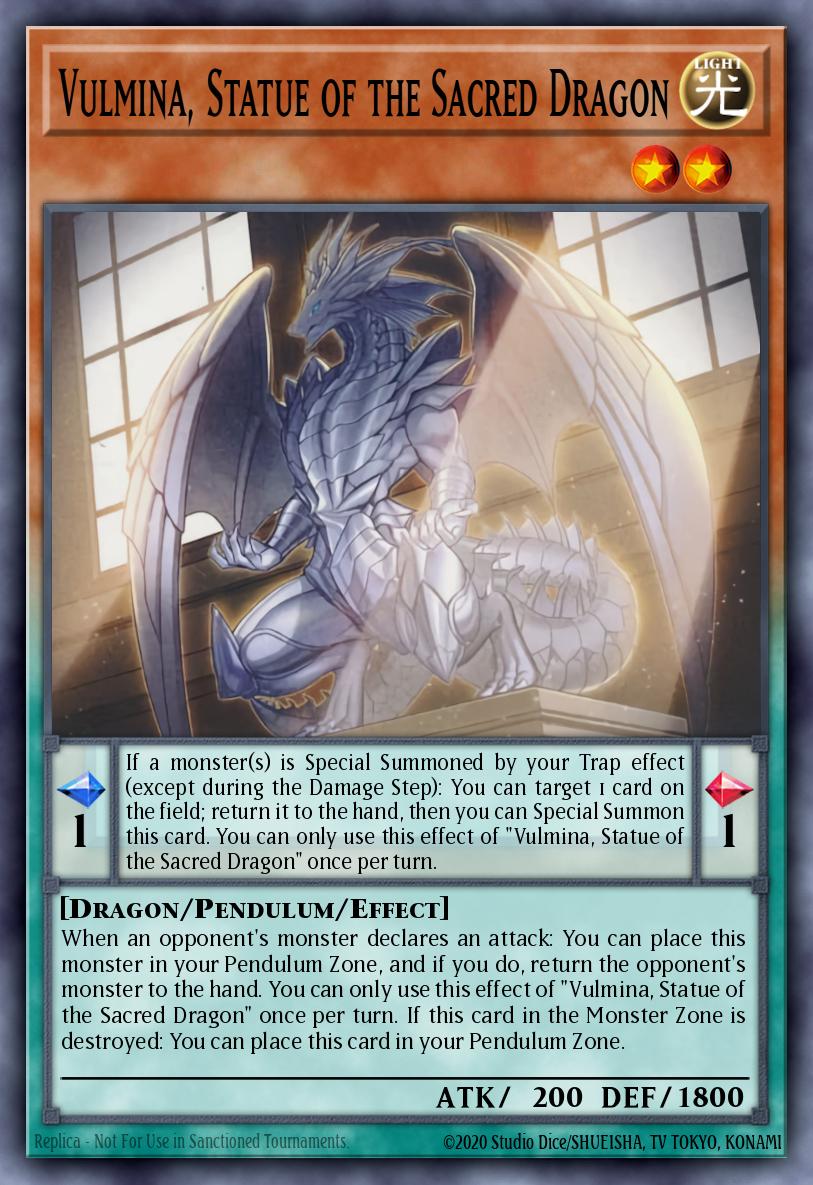 Vulmina, Statue of the Sacred Dragon
LIGHT
光
If a monster(s) is Special Summoned by your Trap effect
(except during the Damage Step): You can target 1 card on
the field; return it to the hand, then you can Special Summon
this card. You can only use this effect of "Vulmina, Statue of
the Sacred Dragon" once per turn.
1
1
[Dragon/Pendulum/Effect]
When an opponent's monster declares an attack: You can place this
monster in your Pendulum Zone, and if you do, return the opponent's
monster to the hand. You can only use this effect of "Vulmina, Statue of
the Sacred Dragon" once per turn. If this card in the Monster Zone is
destroyed: You can place this card in your Pendulum Zone.
ATK/ 200 DEF/1800
Replica - Not For Use in Sanctioned Tournaments.
©2020 Studio Dice/SHUEISHA, TV TOKYO, KONAMI